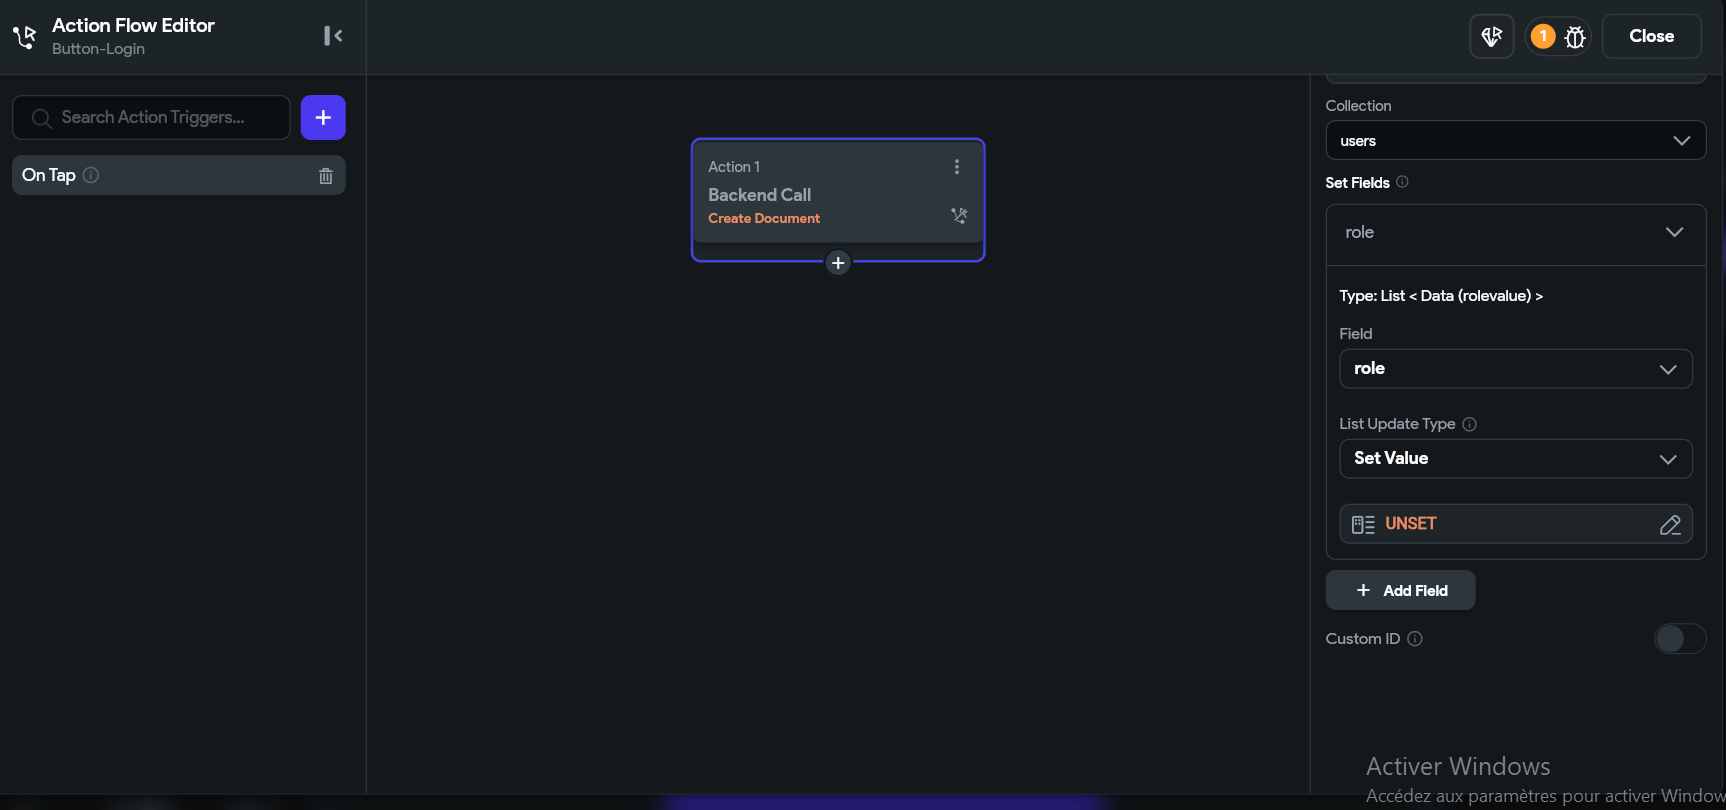 Action Flow Editor
Button-Login
1
Close
Search Action Triggers...
On Tap
Action 1
Backend Call
Create Document
Collection
users
Set Fields
role
Type: List < Data (rolevalue) >
Field
role
List Update Type
Set Value
UNSET
Add Field
Custom ID
Activer Windows
Accédez aux paramètres pour activer Window